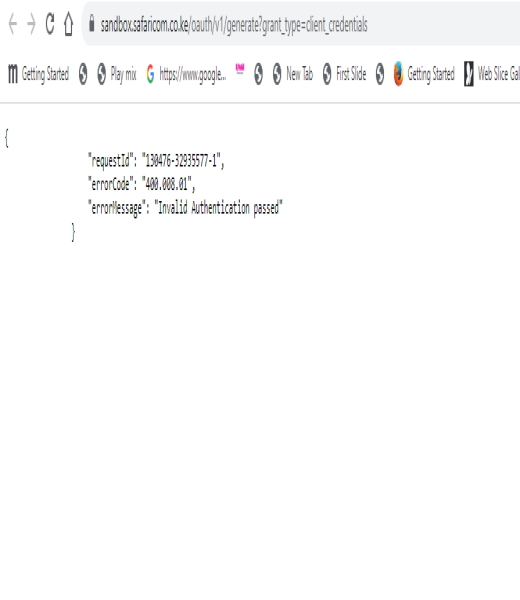 sandbox.safaricom.co.ke/oauth/v1/generate?grant_type=client_credentials
m Getting Started Play mix G https://www.google... New Tab First Slide Getting Started Web Slice Gal
{
"requestId": "130476-32935577-1",
"errorCode": "400.008.01",
"errorMessage": "Invalid Authentication passed"
}